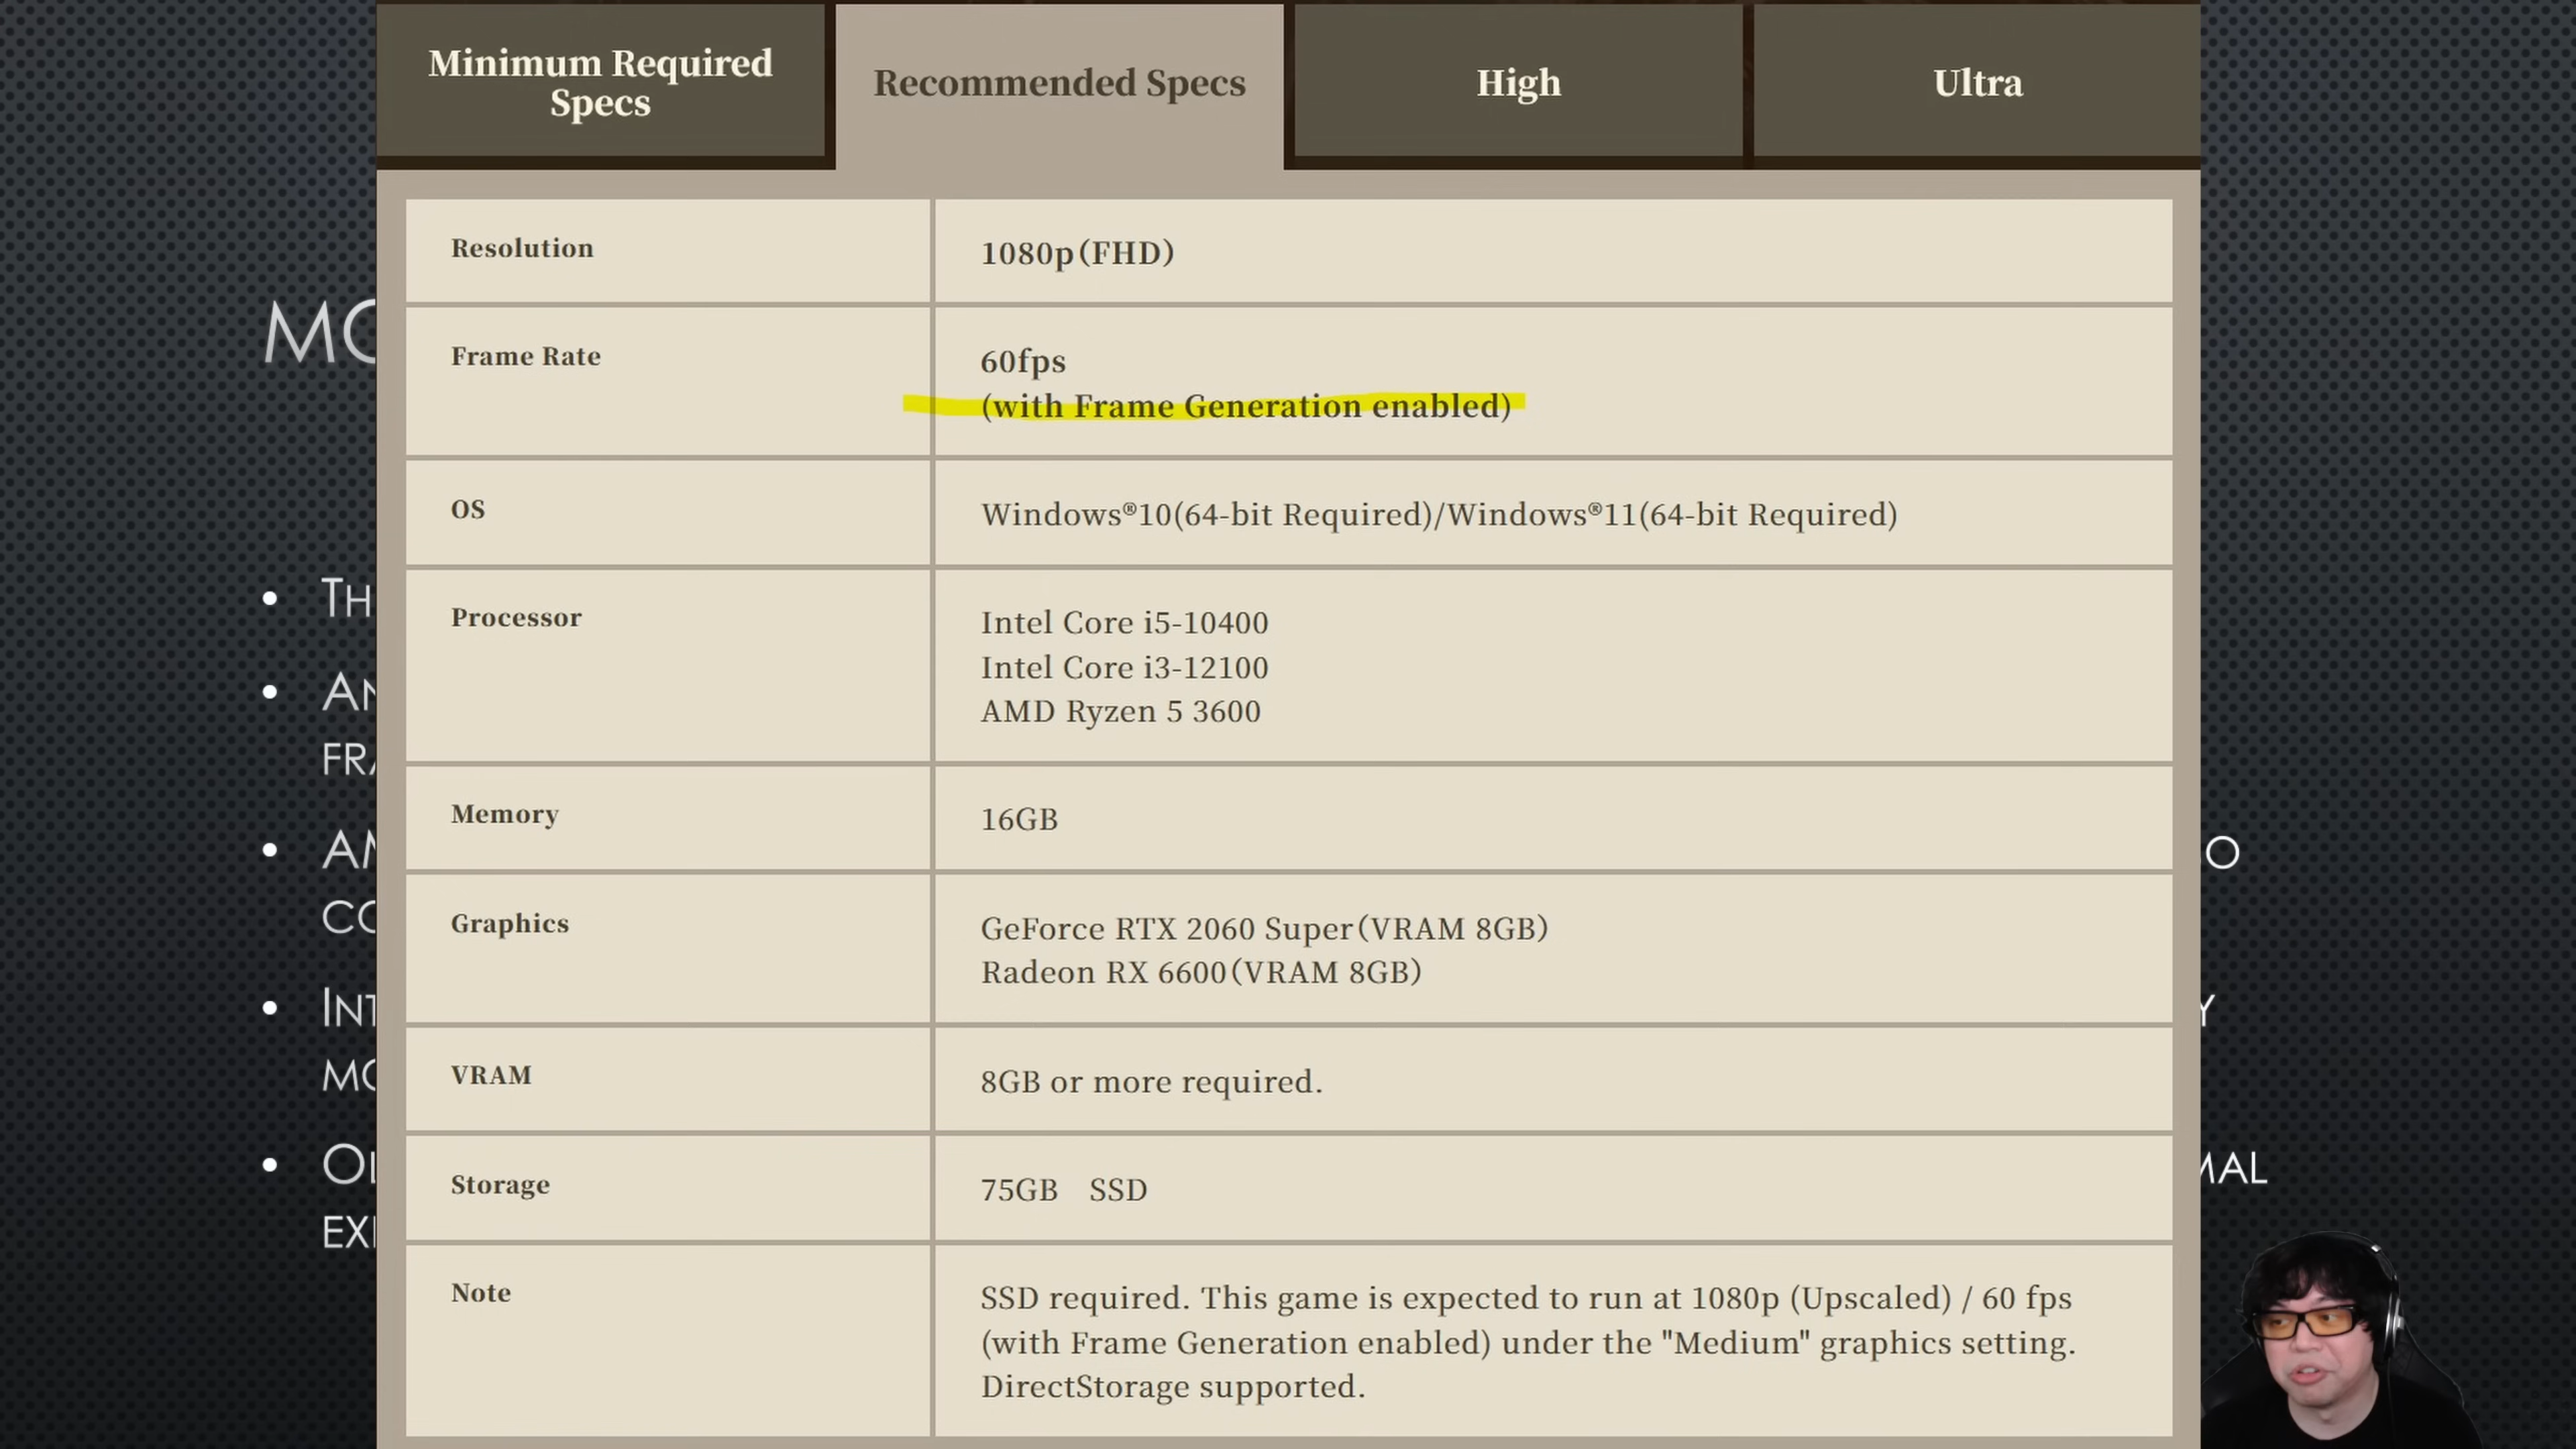 Minimum Required
Specs
Recommended Specs
High
Ultra
Resolution
1080p(FHD)
Frame Rate
60fps
(with Frame Generation enabled)
OS
Windows®10(64-bit Required)/Windows®11(64-bit Required)
Processor
Intel Core i5-10400
Intel Core i3-12100
AMD Ryzen 5 3600
Memory
16GB
Graphics
GeForce RTX 2060 Super(VRAM 8GB)
Radeon RX 6600(VRAM 8GB)
VRAM
8GB or more required.
Storage
75GB SSD
Note
SSD required. This game is expected to run at 1080p (Upscaled) / 60 fps
(with Frame Generation enabled) under the "Medium" graphics setting.
DirectStorage supported.